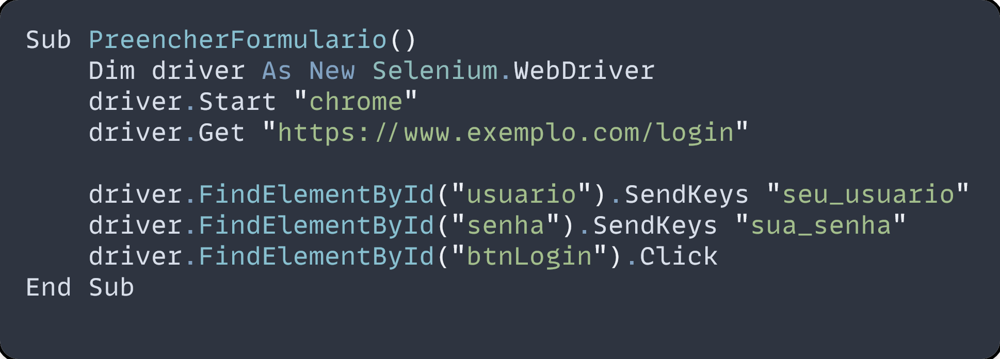 Sub PreencherFormulario()
    Dim driver As New Selenium.WebDriver
    driver.Start "chrome"
    driver.Get "https://www.exemplo.com/login"

    driver.FindElementById("usuario").SendKeys "seu_usuario"
    driver.FindElementById("senha").SendKeys "sua_senha"
    driver.FindElementById("btnLogin").Click
End Sub